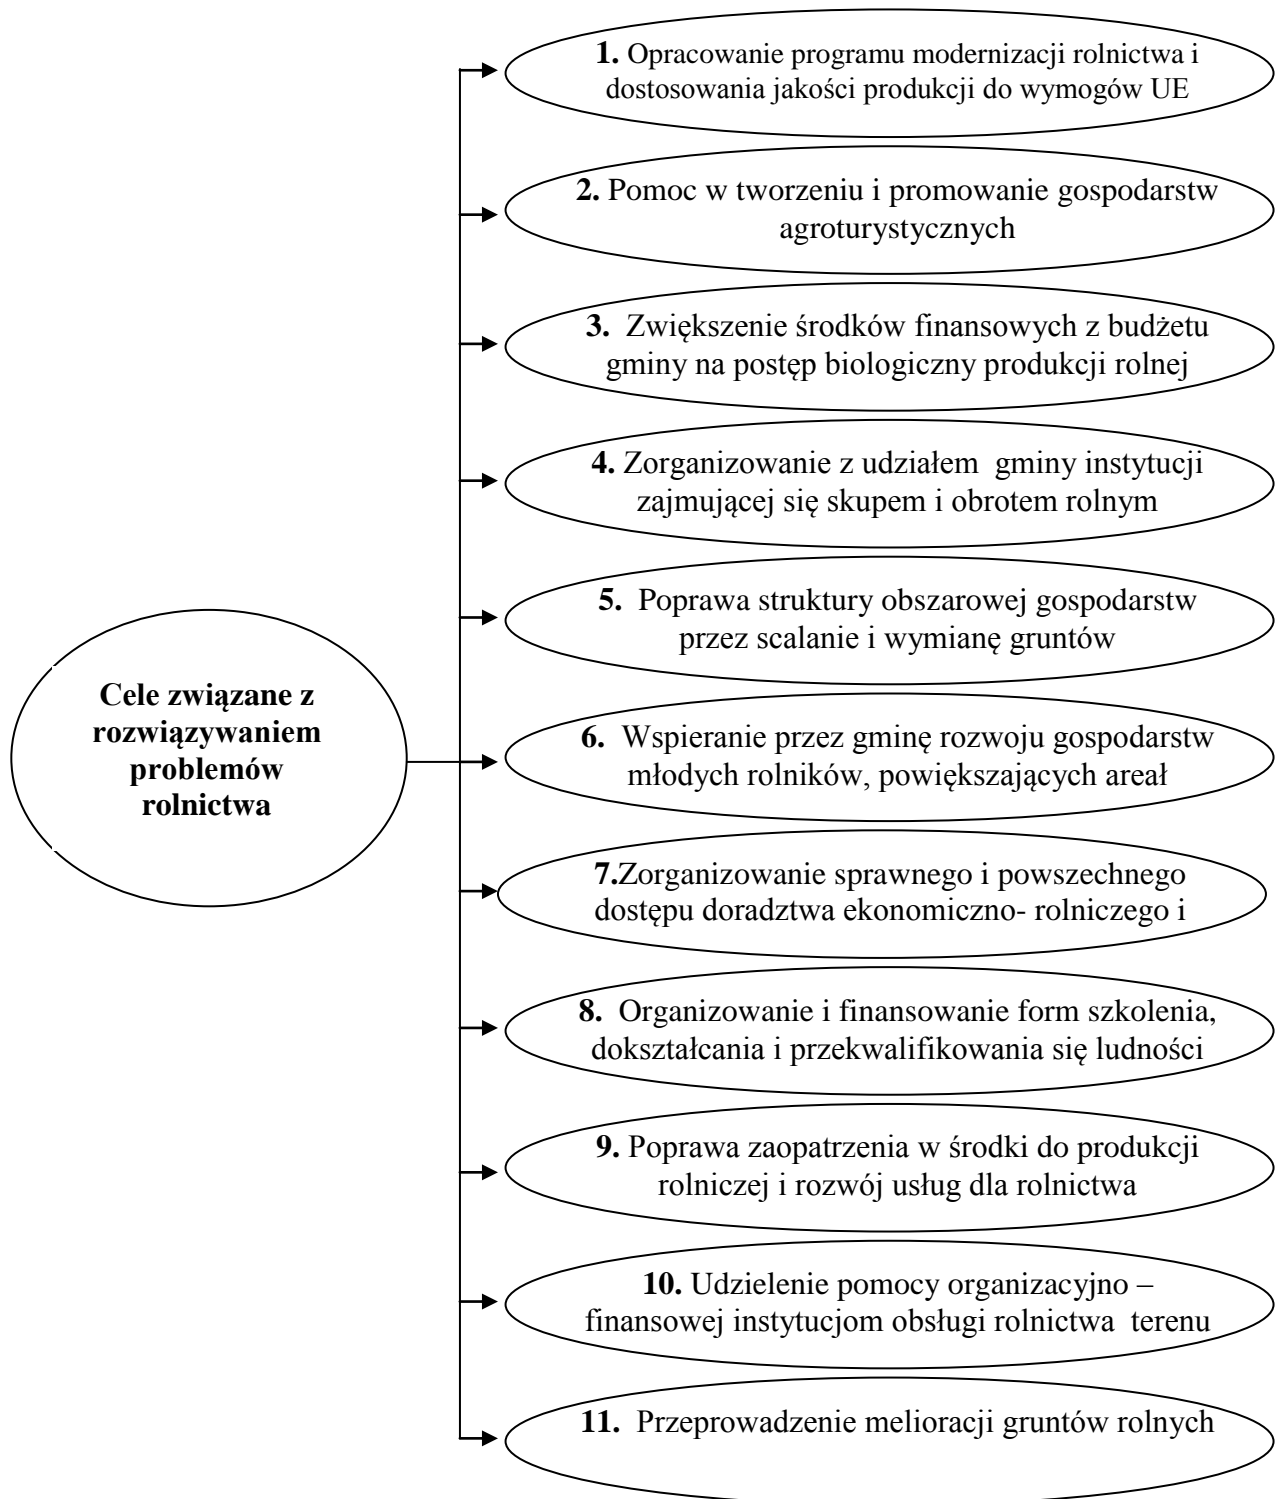 1. Opracowanie programu modernizacji rolnictwa i
dostosowania jakości produkcji do wymogów UE
2. Pomoc w tworzeniu i promowanie gospodarstw
agroturystycznych
3. Zwiększenie środków finansowych z budżetu
gminy na postęp biologiczny produkcji rolnej
4. Zorganizowanie z udziałem gminy instytucji
zajmującej się skupem i obrotem rolnym
5. Poprawa struktury obszarowej gospodarstw
przez scalanie i wymianę gruntów
Cele związane z
rozwiązywaniem
problemów
rolnictwa
6. Wspieranie przez gminę rozwoju gospodarstw
młodych rolników, powiększających areał
7.Zorganizowanie sprawnego i powszechnego
dostępu doradztwa ekonomiczno- rolniczego i
8. Organizowanie i finansowanie form szkolenia,
dokształcania i przekwalifikowania się ludności
9. Poprawa zaopatrzenia w środki do produkcji
rolniczej i rozwój usług dla rolnictwa
10. Udzielenie pomocy organizacyjno –
finansowej instytucjom obsługi rolnictwa terenu
11. Przeprowadzenie melioracji gruntów rolnych